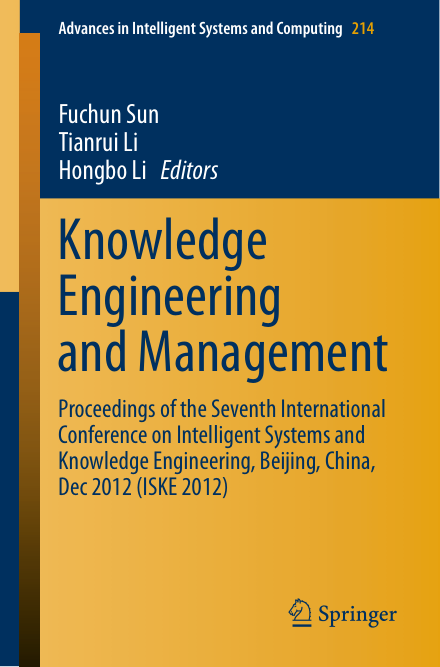 Advances in Intelligent Systems and Computing 214
Fuchun Sun
Tianrui Li
Hongbo Li Editors
Knowledge
Engineering
and Management
Proceedings of the Seventh International
Conference on Intelligent Systems and
Knowledge Engineering, Beijing, China,
Dec 2012 (ISKE 2012)
Springer